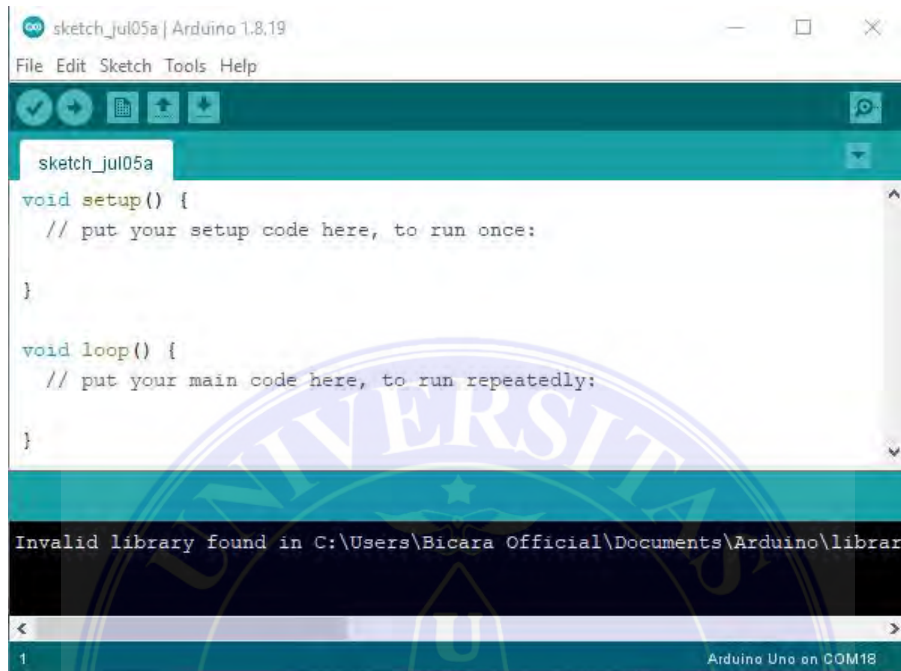 sketch_jul05a | Arduino 1.8.19
File Edit Sketch Tools Help
sketch_jul05a
void setup() {
  // put your setup code here, to run once:
}
void loop() {
  // put your main code here, to run repeatedly:
}
UNIVERSITAS
U
Invalid library found in C:\Users\Bicara Official\Documents\Arduino\librar
1
Arduino Uno on COM18